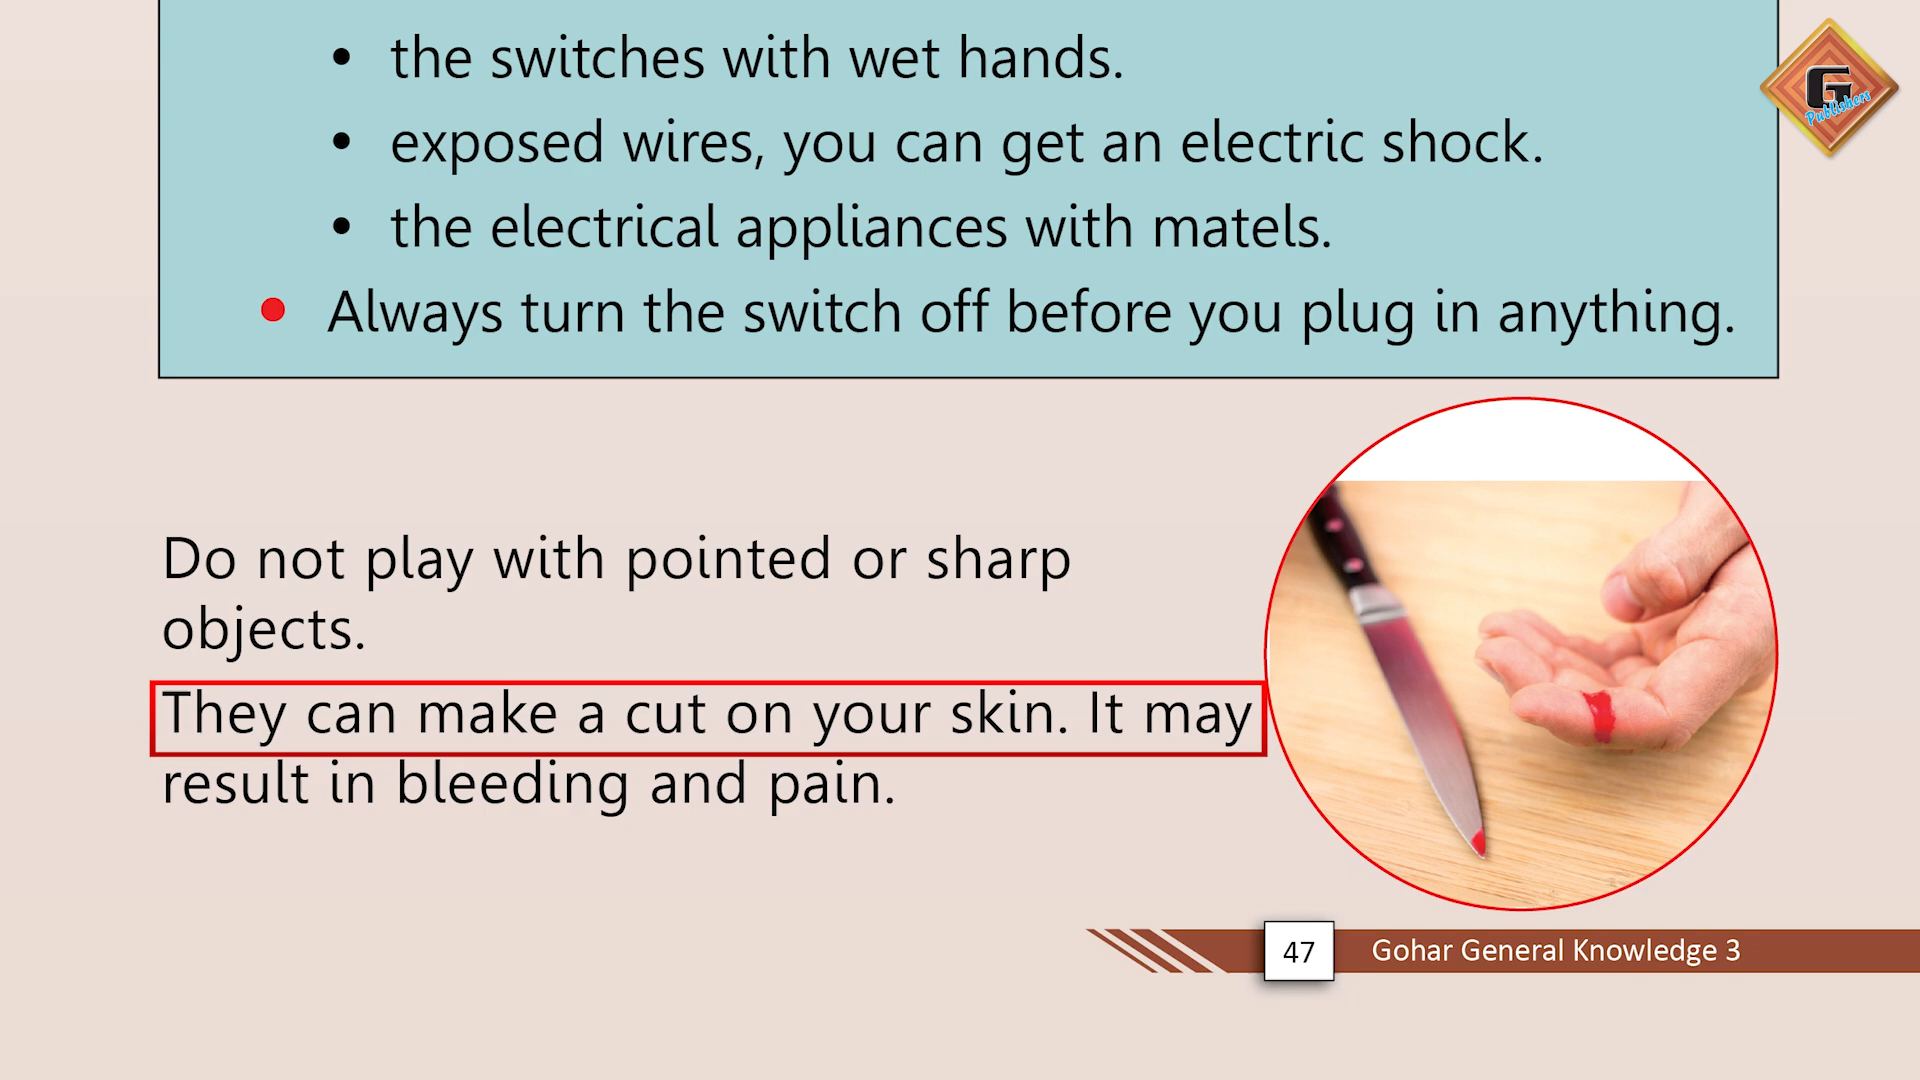 • the switches with wet hands.
• exposed wires, you can get an electric shock.
• the electrical appliances with matels.
• Always turn the switch off before you plug in anything.
G
Publishers
Do not play with pointed or sharp
objects.
They can make a cut on your skin. It may
result in bleeding and pain.
47
Gohar General Knowledge 3